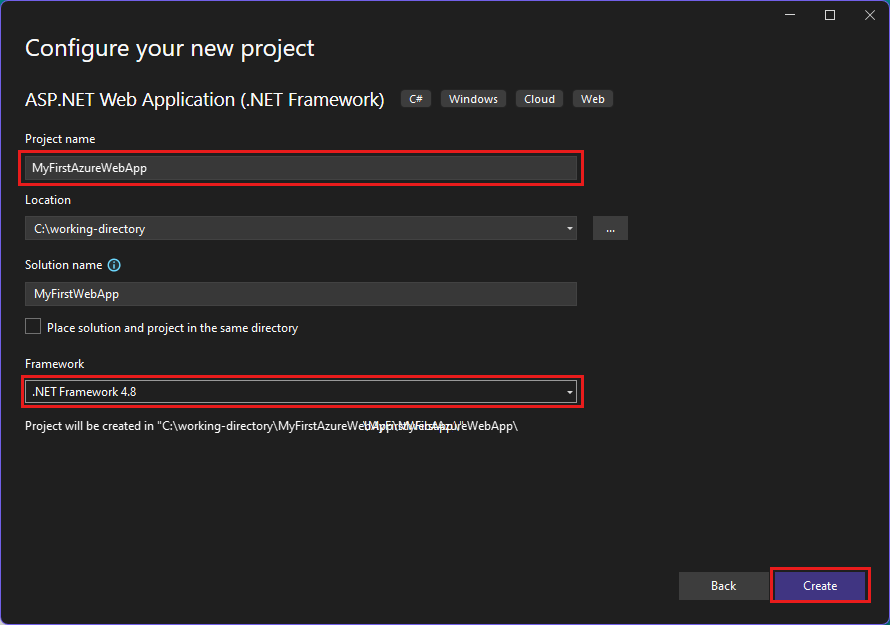 Configure your new project
ASP.NET Web Application (.NET Framework) C# Windows Cloud Web
Project name
MyFirstAzureWebApp
Location
C:\working-directory
...
Solution name
MyFirstWebApp
Place solution and project in the same directory
Framework
.NET Framework 4.8
Project will be created in "C:\working-directory\MyFirstAzureWebApp\
Back Create